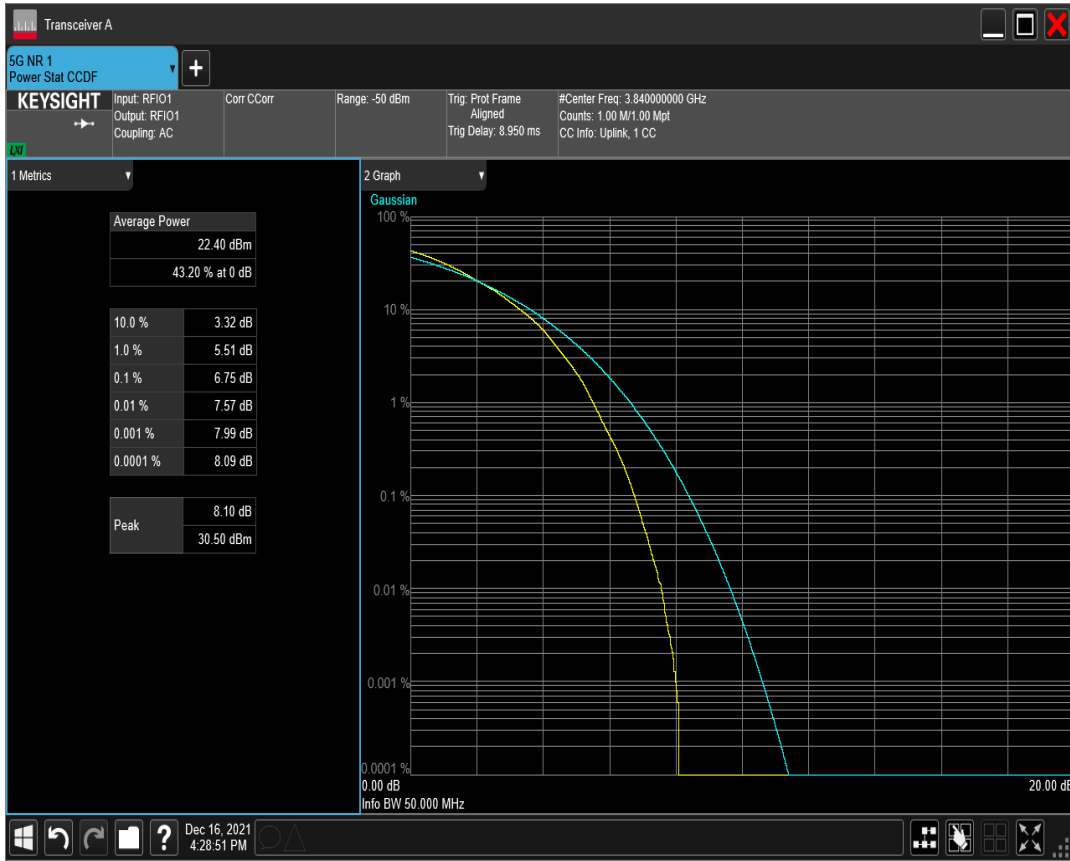 Transceiver A
5G NR 1
Power Stat CCDF
+
KEYSIGHT
LXI
Input: RFIO1
Output: RFIO1
Coupling: AC
Corr CCorr
Range: -50 dBm
Trig: Prot Frame
Aligned
Trig Delay: 8.950 ms
#Center Freq: 3.840000000 GHz
Counts: 1.00 M/1.00 Mpt
CC Info: Uplink, 1 CC
1 Metrics
Average Power
22.40 dBm
43.20 % at 0 dB
10.0 % 3.32 dB
1.0 % 5.51 dB
0.1 % 6.75 dB
0.01 % 7.57 dB
0.001 % 7.99 dB
0.0001 % 8.09 dB
Peak 8.10 dB
30.50 dBm
2 Graph
Gaussian
100 %
10 %
1 %
0.1 %
0.01 %
0.001 %
0.0001 %
0.00 dB 20.00 dB
Info BW 50.000 MHz
? Dec 16, 2021
4:28:51 PM